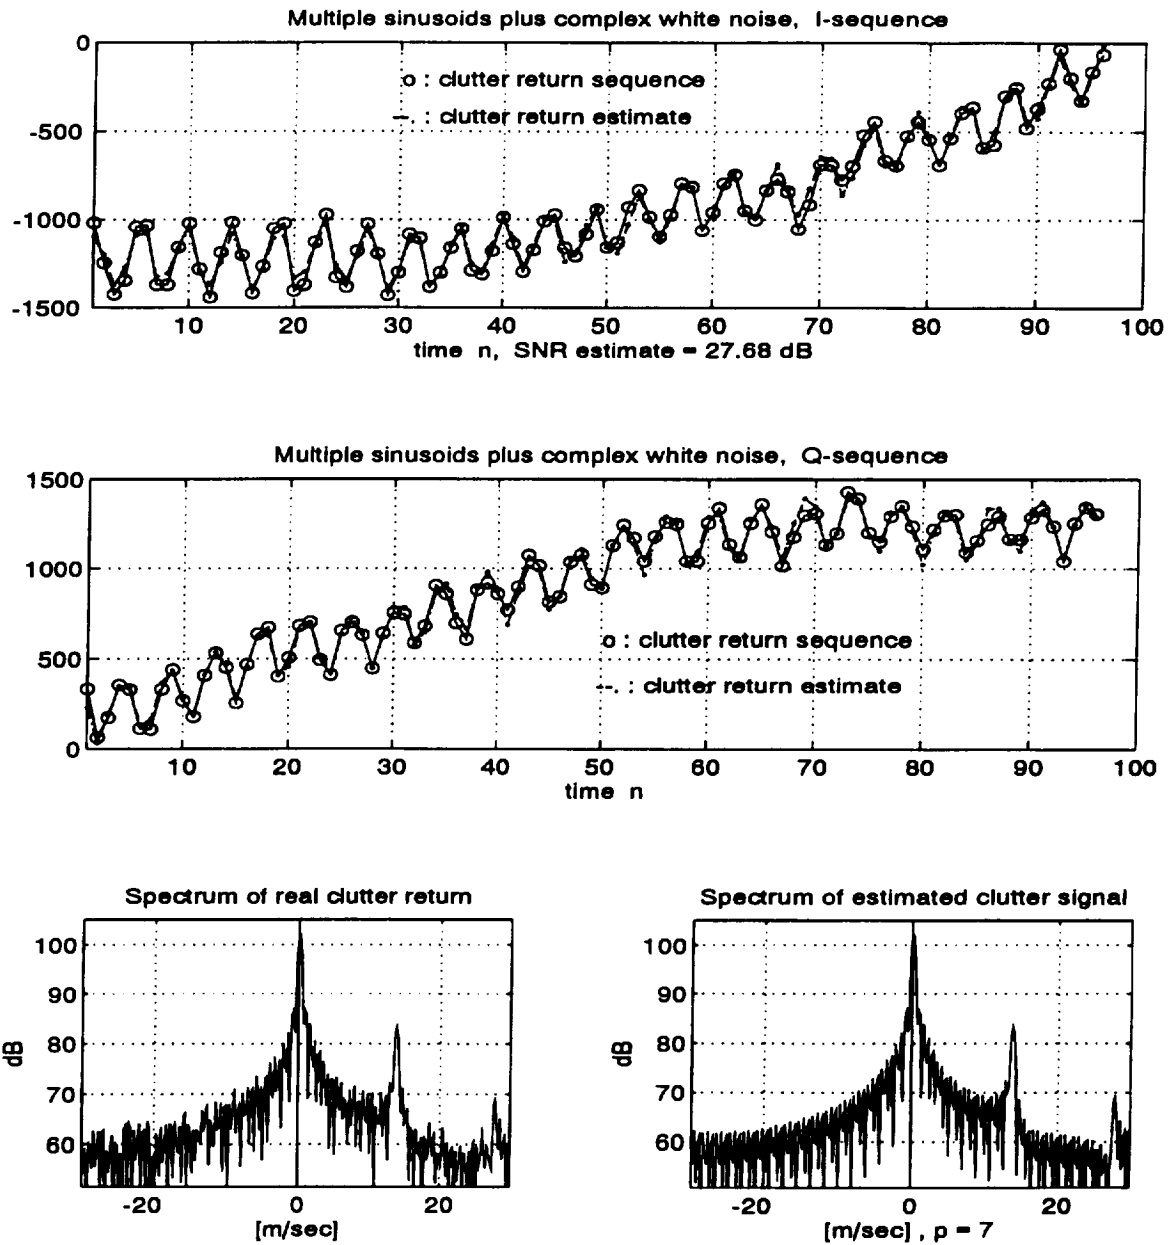 Multiple sinusoids plus complex white noise, I-sequence
0
-500
-1000
-1500
o : clutter return sequence
--. : clutter return estimate
10 20 30 40 50 60 70 80 90 100
time n, SNR estimate = 27.68 dB
Multiple sinusoids plus complex white noise, Q-sequence
1500
1000
500
0
o : clutter return sequence
--. : clutter return estimate
10 20 30 40 50 60 70 80 90 100
time n
Spectrum of real clutter return
100
90
80
70
60
dB
-20 0 20
[m/sec]
Spectrum of estimated clutter signal
100
90
80
70
60
dB
-20 0 20
[m/sec] , p = 7